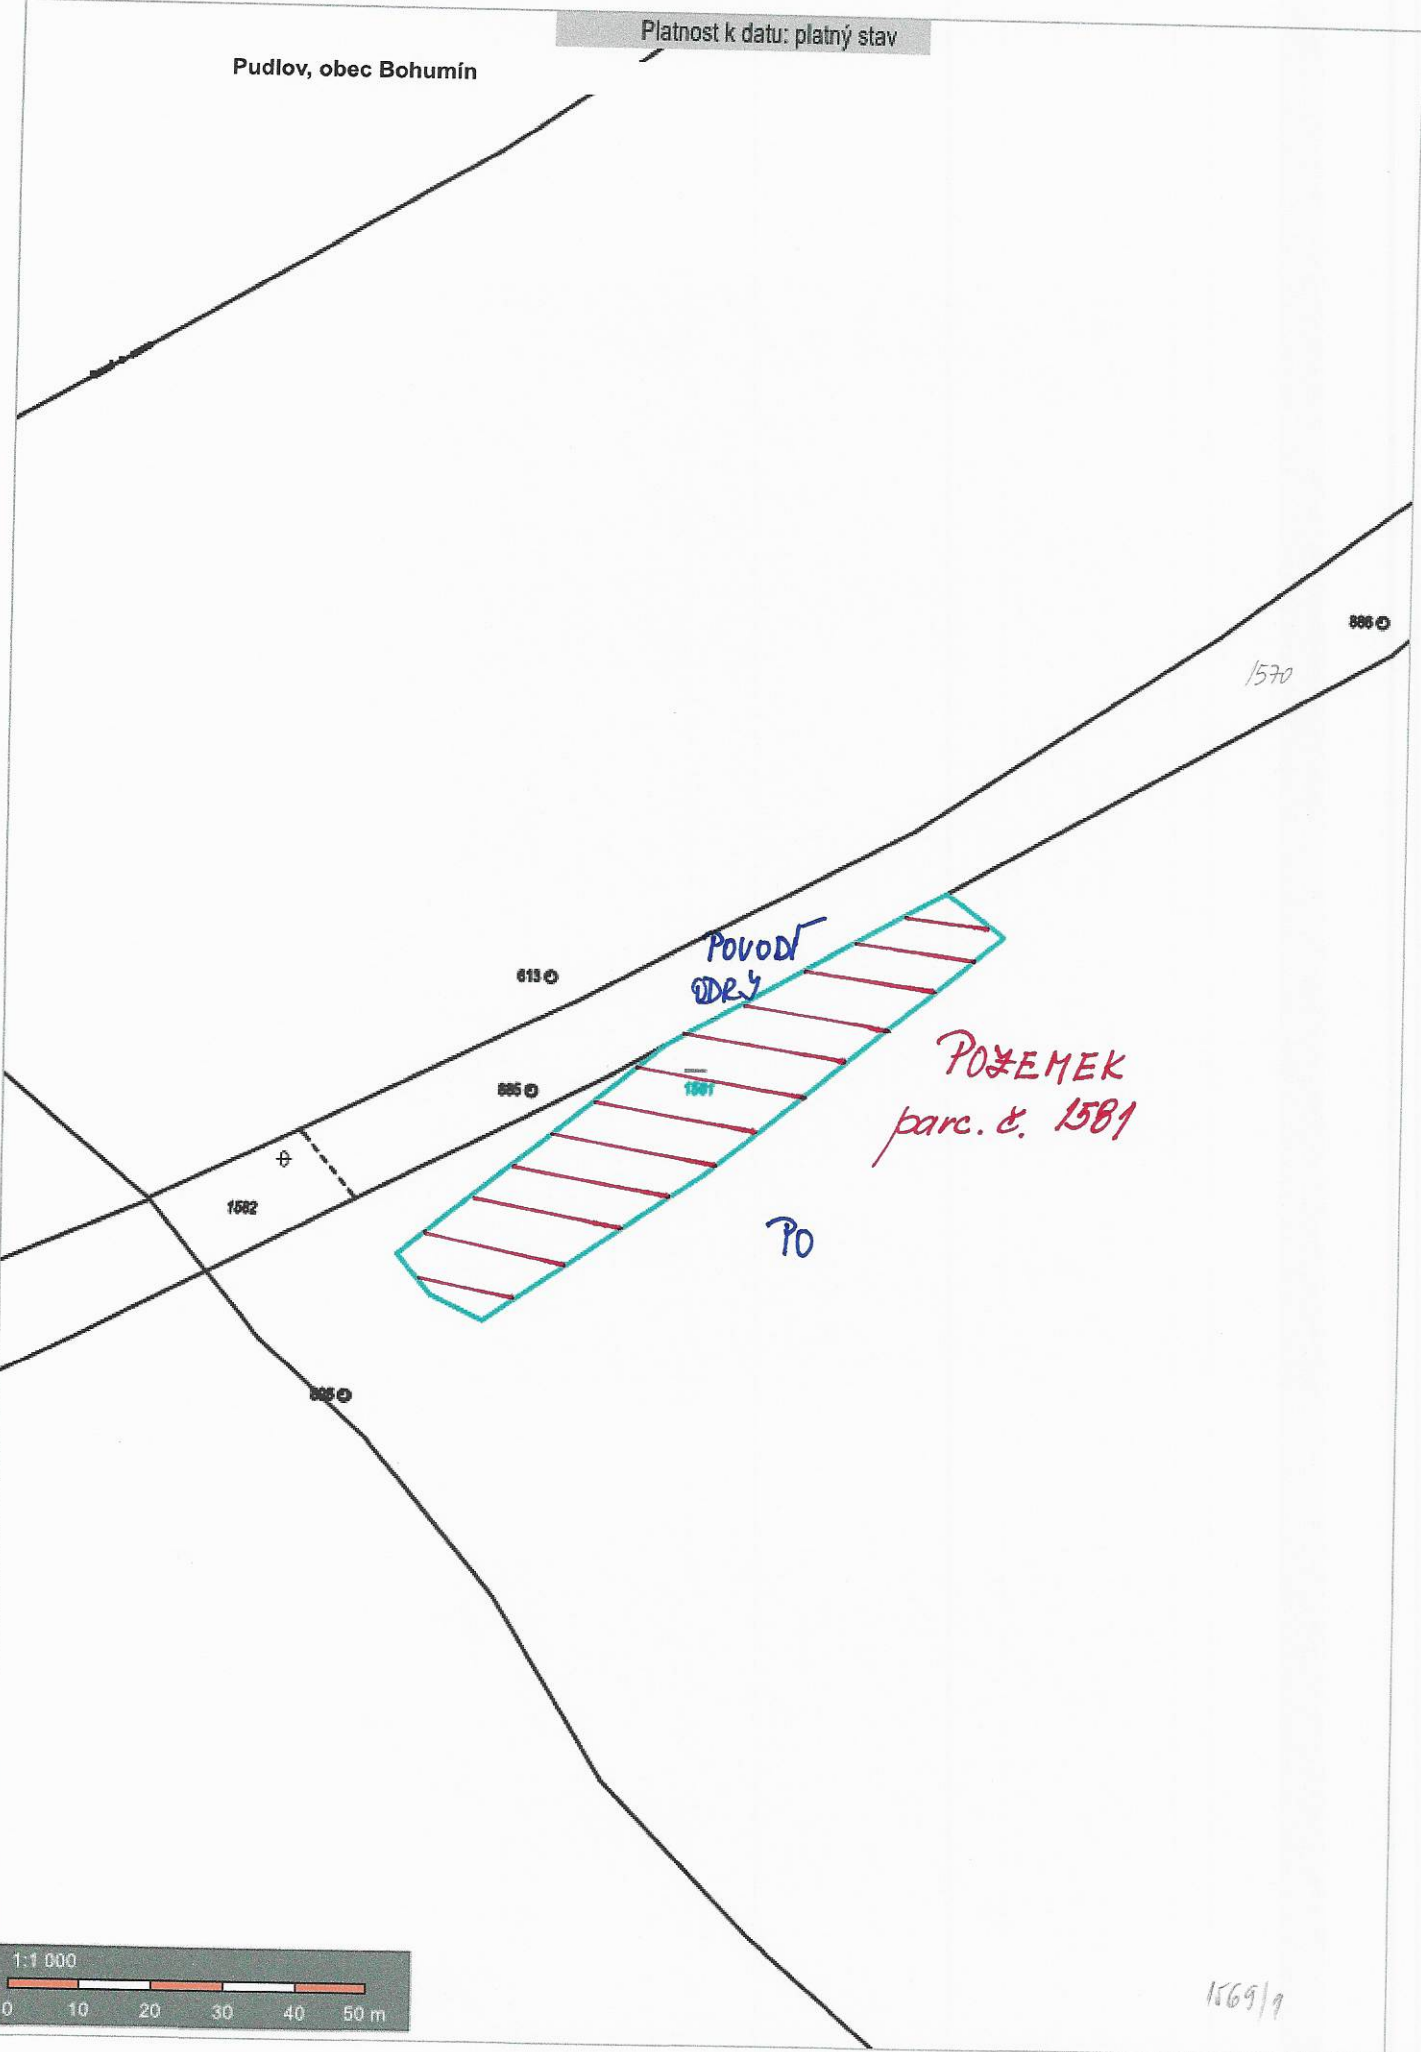 Platnost k datu: platný stav
Pudlov, obec Bohumín
886
1570
POVODÍ
ODRY
613
POZEMEK
parc. č. 1581
885
1581
1582
PO
1:1 000
0 10 20 30 40 50 m
1569/1